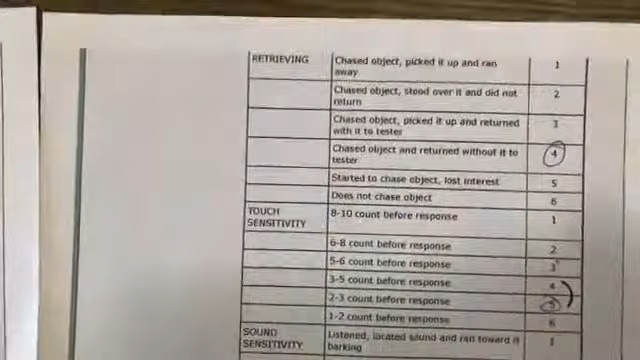 RETRIEVING
Chased object, picked it up and ran
away
1
Chased object, stood over it and did not
return
2
Chased object, picked it up and returned
with it to tester
3
Chased object and returned without it to
tester
4
Started to chase object, lost interest
5
Does not chase object
6
TOUCH
SENSITIVITY
8-10 count before response
1
6-8 count before response
2
5-6 count before response
3
3-5 count before response
4
2-3 count before response
5
1-2 count before response
6
SOUND
SENSITIVITY
Listened, located sound and ran toward it
barking
1